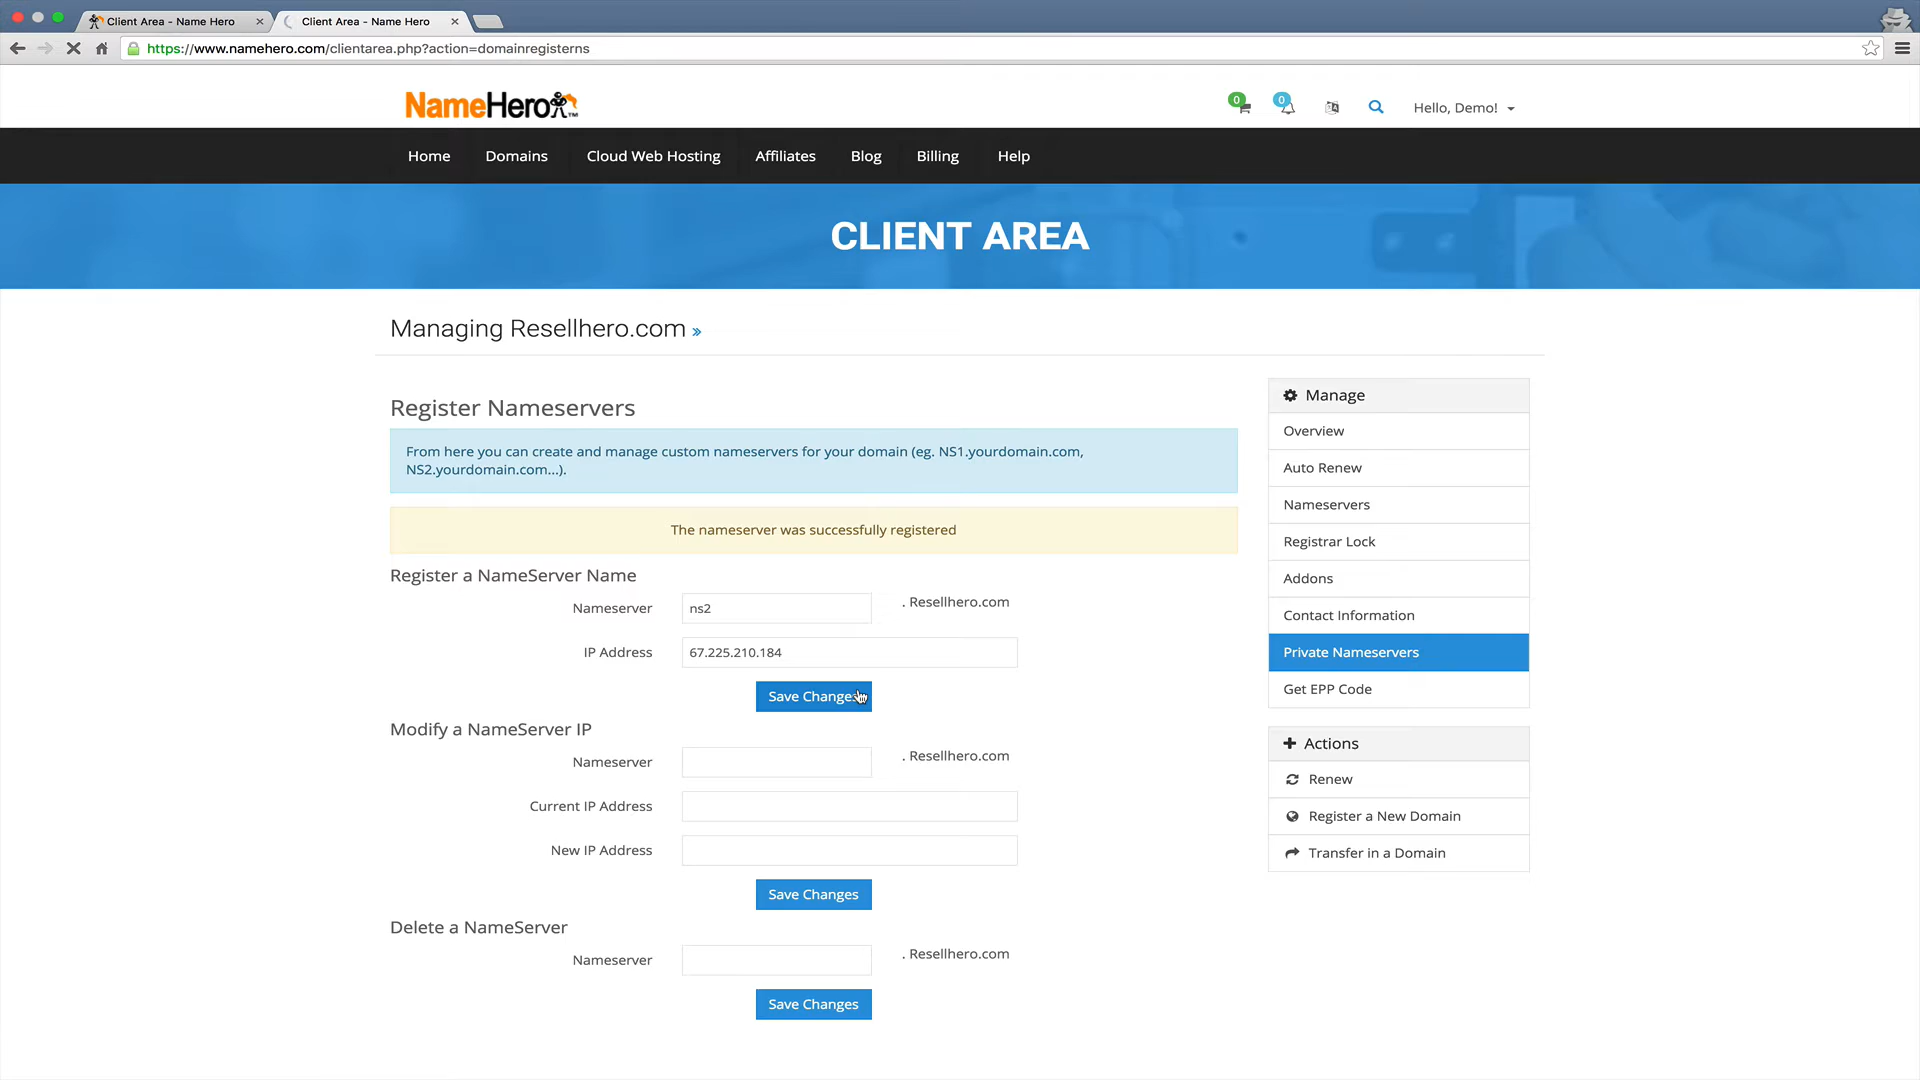 Client Area - Name Hero
Client Area - Name Hero
https://www.namehero.com/clientarea.php?action=domainregisterns
NameHero TM
0
0
Hello, Demo!
Home Domains Cloud Web Hosting Affiliates Blog Billing Help
CLIENT AREA
Managing Resellhero.com »
Register Nameservers
From here you can create and manage custom nameservers for your domain (eg. NS1.yourdomain.com,
NS2.yourdomain.com...).
The nameserver was successfully registered
Register a NameServer Name
Nameserver ns2 . Resellhero.com
IP Address 67.225.210.184
Save Changes
Modify a NameServer IP
Nameserver . Resellhero.com
Current IP Address
New IP Address
Save Changes
Delete a NameServer
Nameserver . Resellhero.com
Save Changes
Manage
Overview
Auto Renew
Nameservers
Registrar Lock
Addons
Contact Information
Private Nameservers
Get EPP Code
Actions
Renew
Register a New Domain
Transfer in a Domain